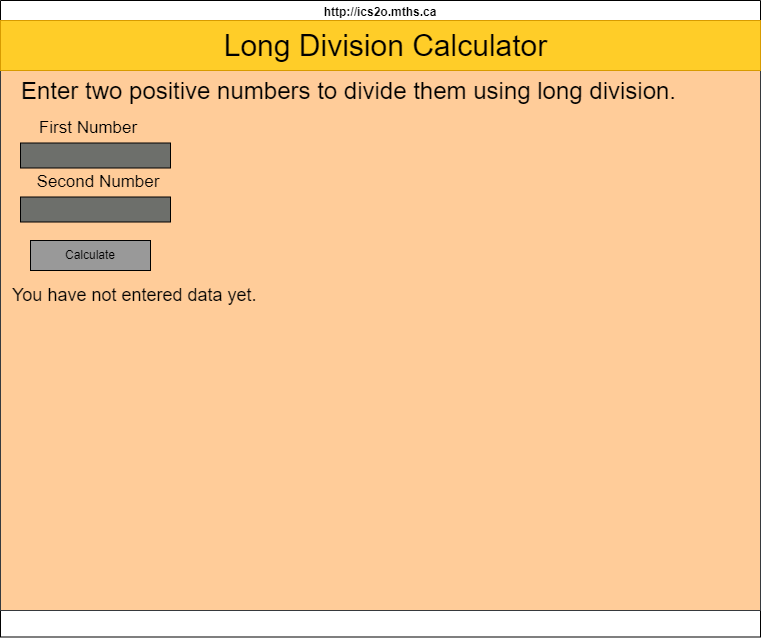 http://ics2o.mths.ca
Long Division Calculator
Enter two positive numbers to divide them using long division.
First Number
Second Number
Calculate
You have not entered data yet.